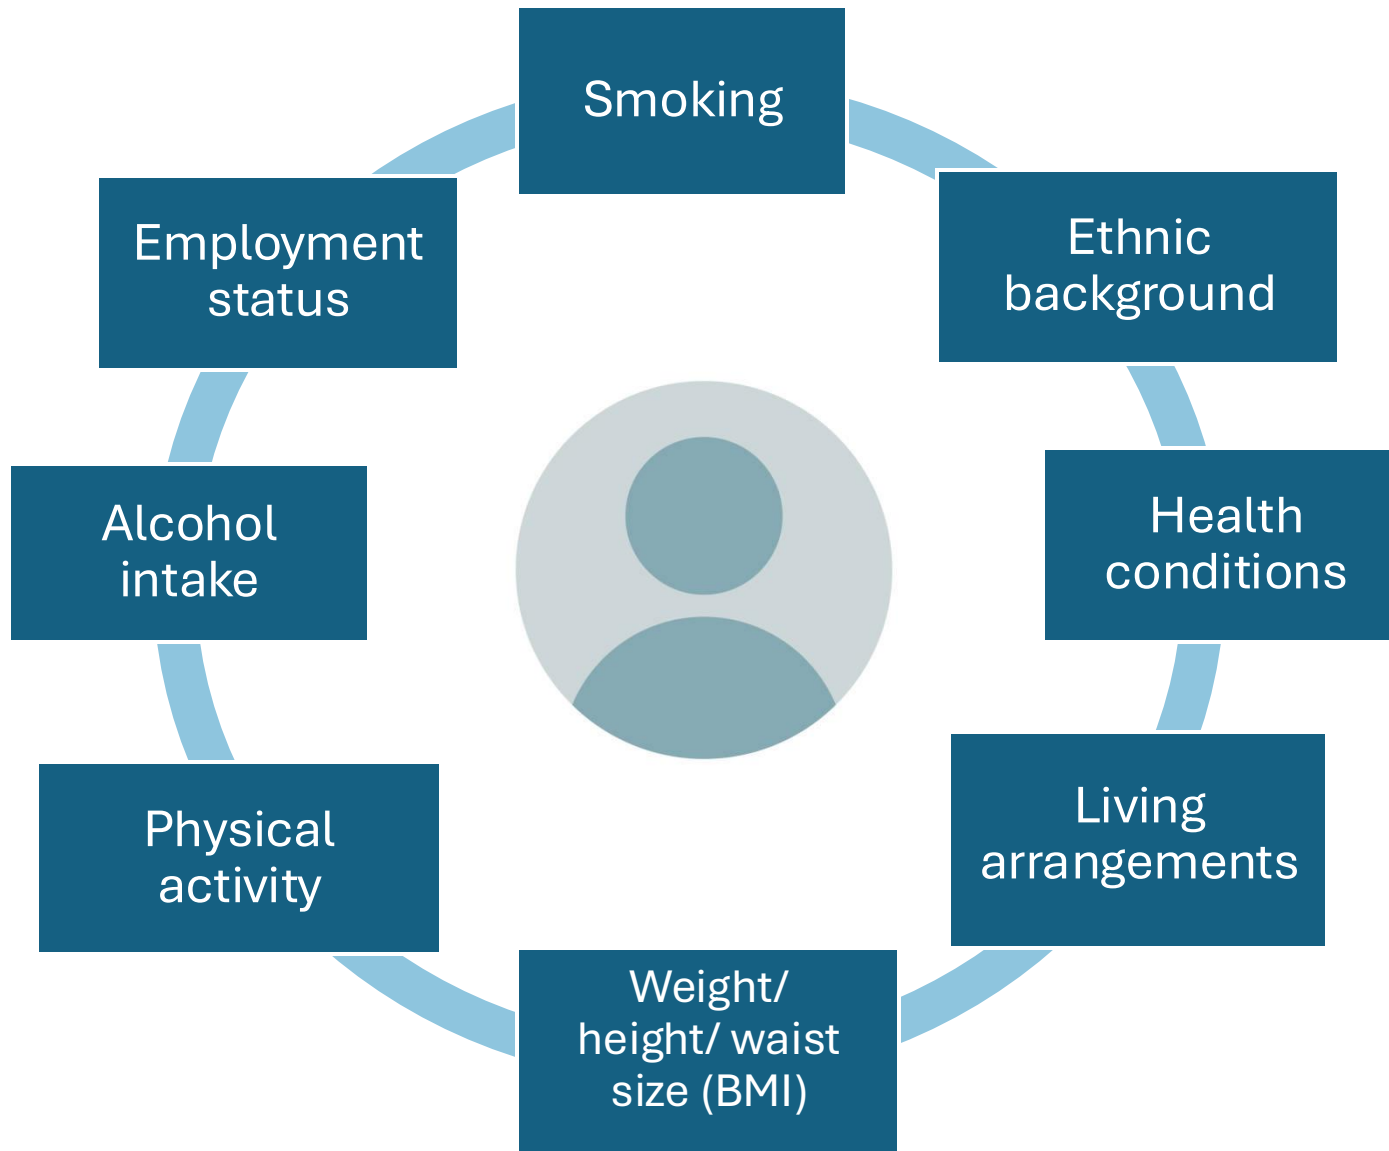 Smoking
Ethnic
background
Health
conditions
Living
arrangements
Weight/
height/ waist
size (BMI)
Physical
activity
Alcohol
intake
Employment
status